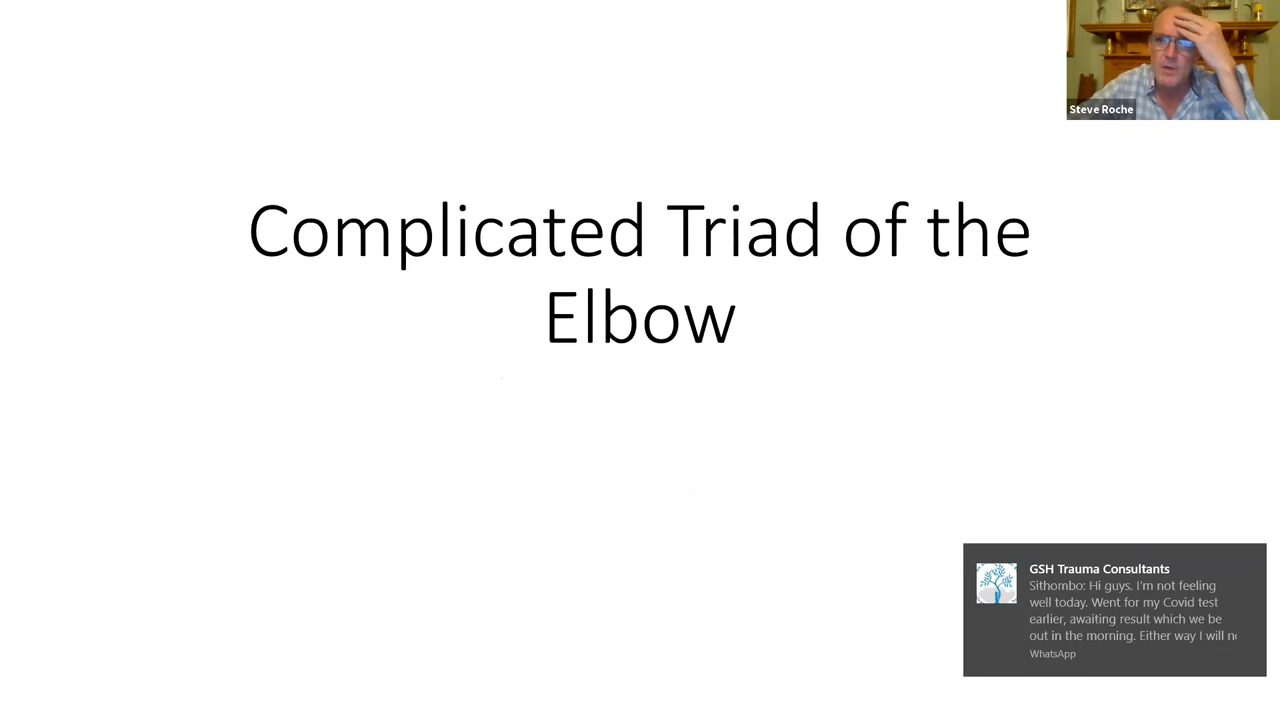 Steve Roche
Complicated Triad of the
Elbow
GSH Trauma Consultants
Sithombo: Hi guys. I'm not feeling
well today. Went for my Covid test
earlier, awaiting result which we be
out in the morning. Either way I will
WhatsApp